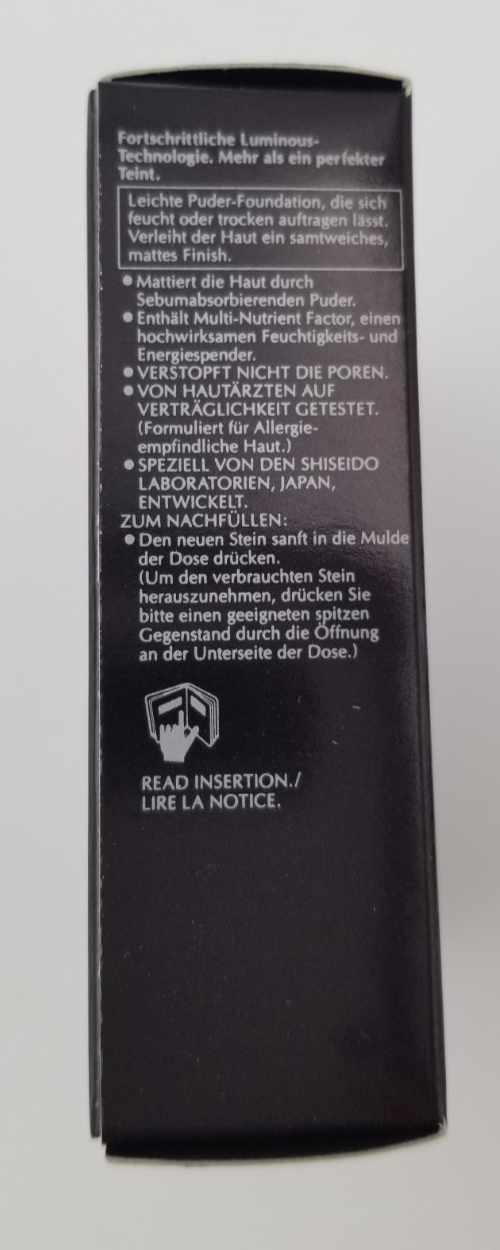 Fortschrittliche Luminous-
Technologie. Mehr als ein perfekter
Teint.
Leichte Puder-Foundation, die sich
feucht oder trocken auftragen lässt.
Verleiht der Haut ein samtweiches,
mattes Finish.
• Mattiert die Haut durch
Sebumabsorbierenden Puder.
• Enthält Multi-Nutrient Factor, einen
hochwirksamen Feuchtigkeits- und
Energiespender.
• VERSTOPFT NICHT DIE POREN.
• VON HAUTÄRZTEN AUF
VERTRÄGLICHKEIT GETESTET.
(Formuliert für Allergie-
empfindliche Haut.)
• SPEZIELL VON DEN SHISEIDO
LABORATORIEN, JAPAN,
ENTWICKELT.
ZUM NACHFÜLLEN:
• Den neuen Stein sanft in die Mulde
der Dose drücken.
(Um den verbrauchten Stein
herauszunehmen, drücken Sie
bitte einen geeigneten spitzen
Gegenstand durch die Öffnung
an der Unterseite der Dose.)
READ INSERTION./
LIRE LA NOTICE.